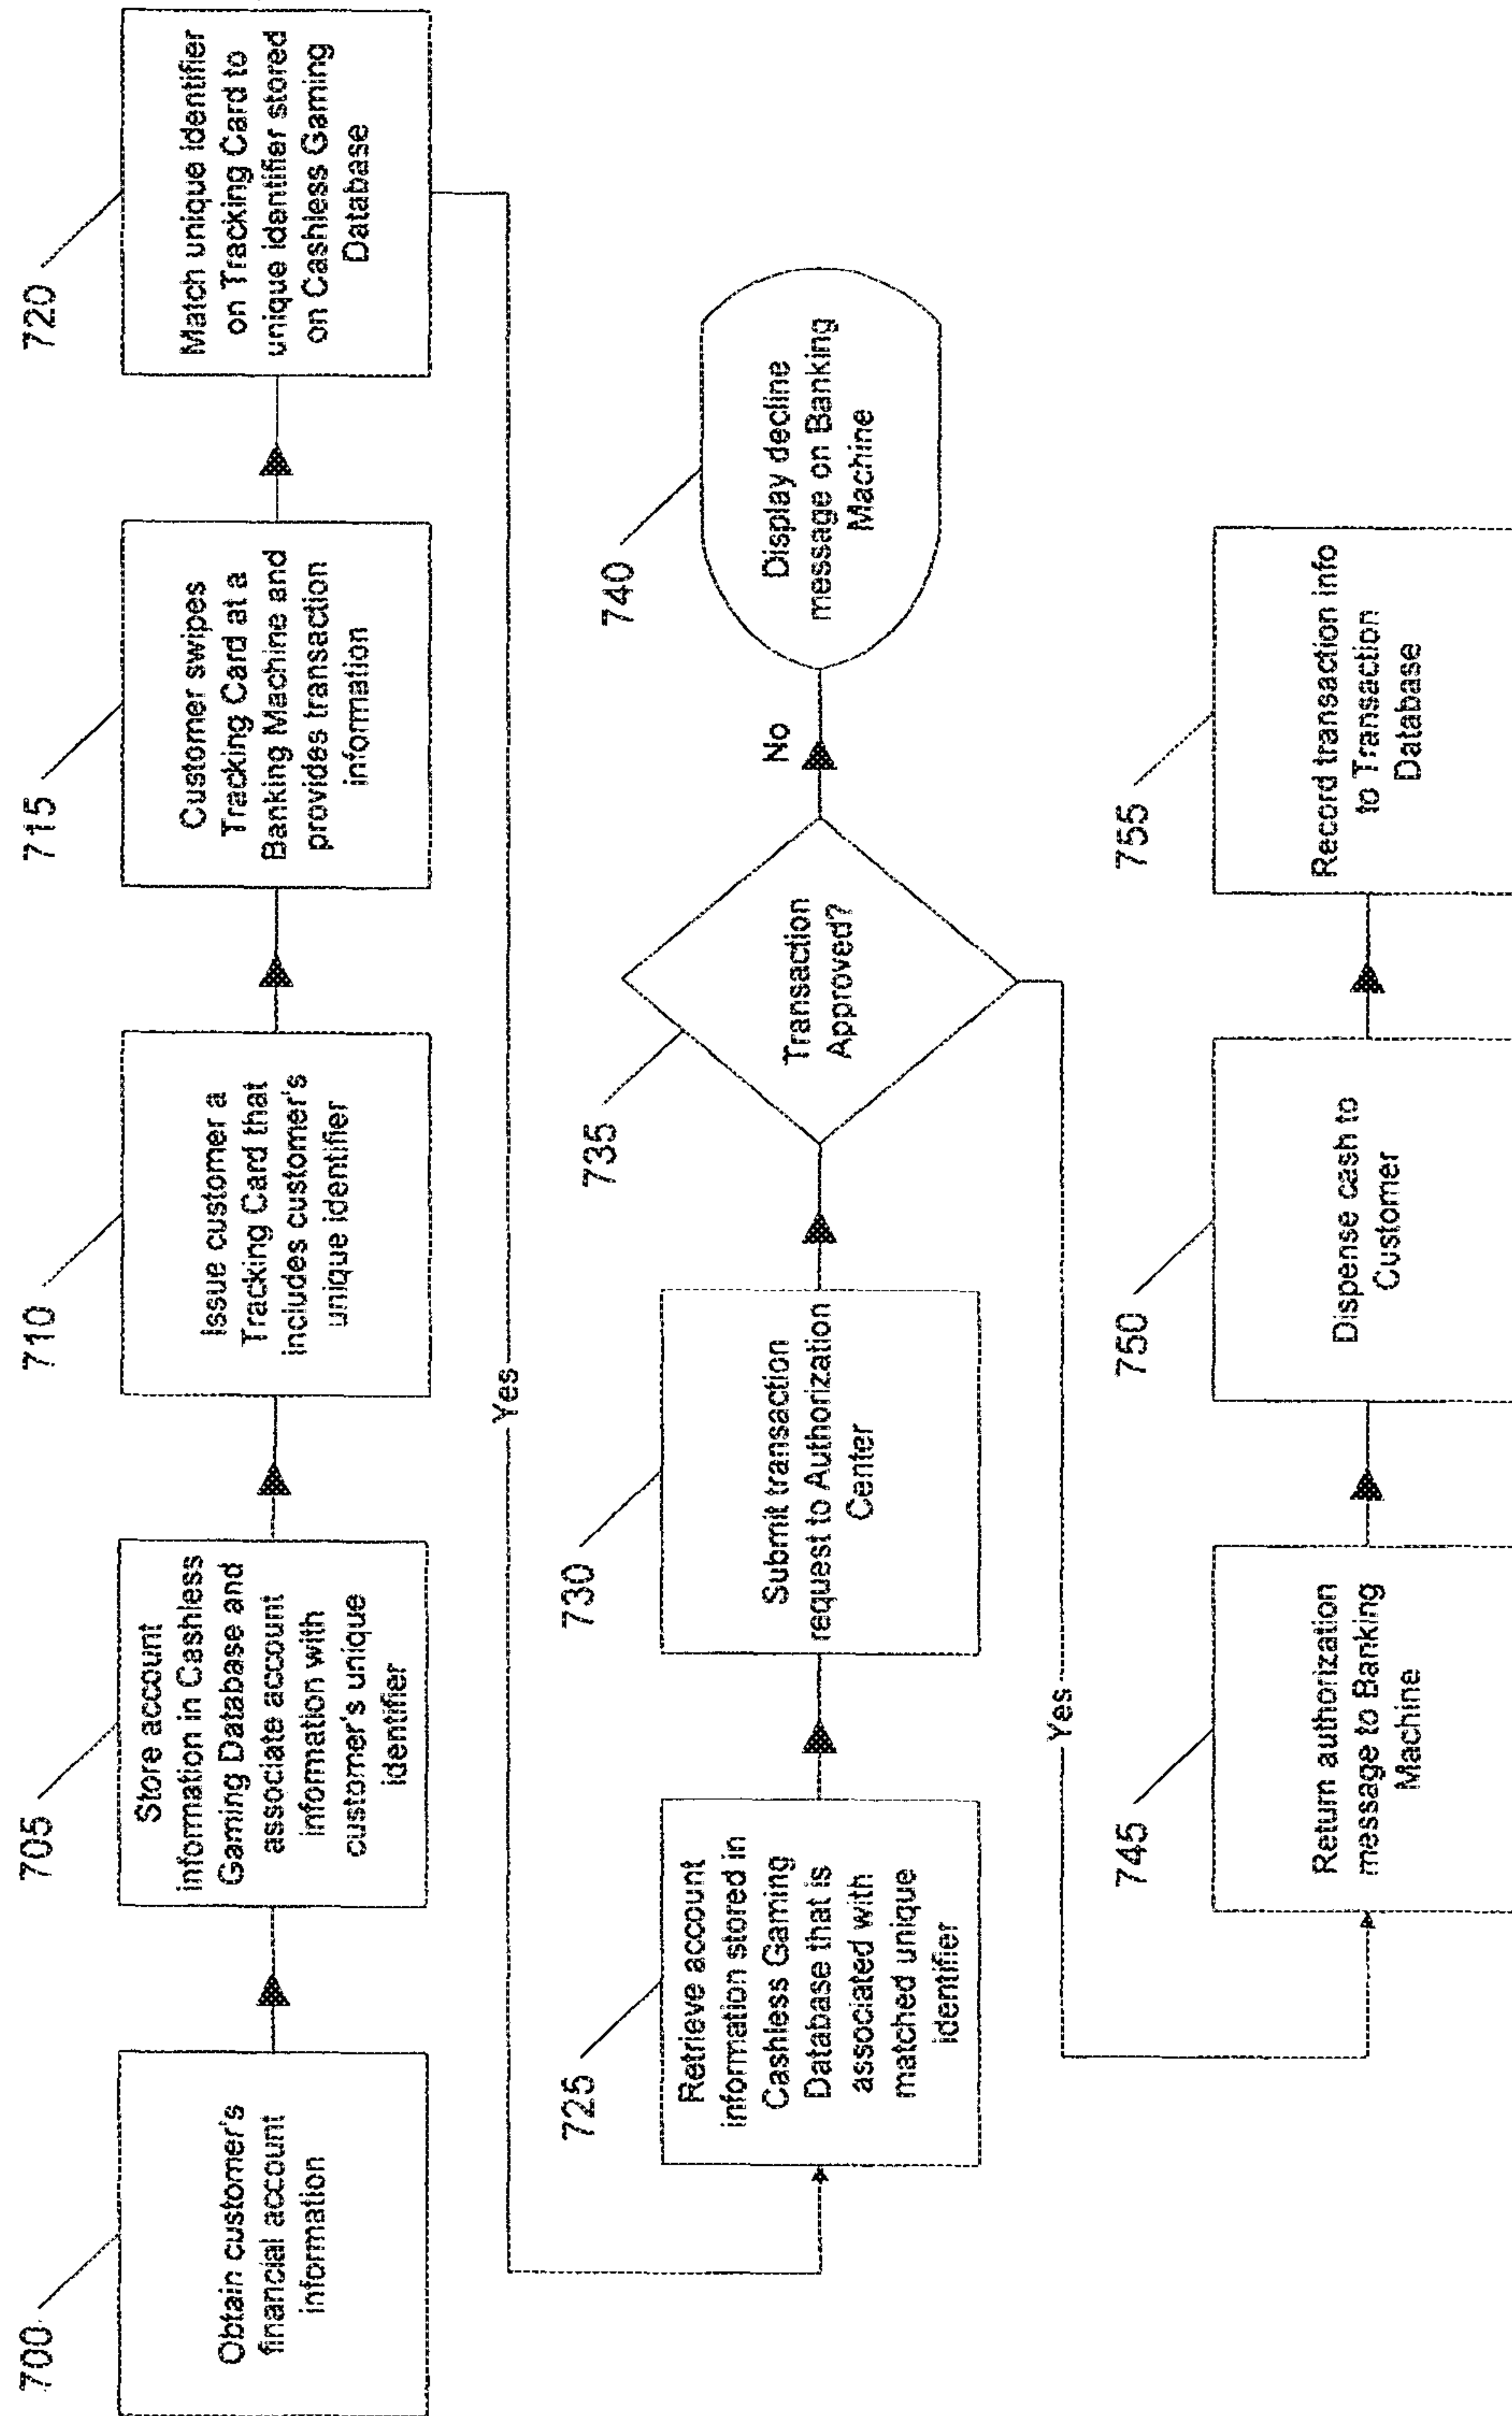 700
Obtain customer's
financial account
information
705
Store account
information in Cashless
Gaming Database and
associate account
information with
customer's unique
identifier
710
Issue customer a
Tracking Card that
includes customer's
unique identifier
715
Customer swipes
Tracking Card at a
Banking Machine and
provides transaction
information
720
Match unique identifier
on Tracking Card to
unique identifier stored
on Cashless Gaming
Database
Yes
725
Retrieve account
information stored in
Cashless Gaming
Database that is
associated with
matched unique
identifier
730
Submit transaction
request to Authorization
Center
735
Transaction
Approved?
No
740
Display decline
message on Banking
Machine
Yes
745
Return authorization
message to Banking
Machine
750
Dispense cash to
Customer
755
Record transaction info
to Transaction
Database